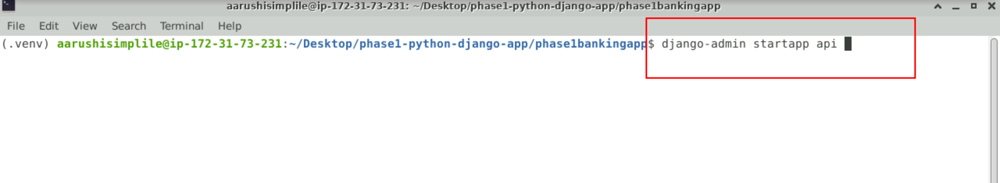 aarushisimplile@ip-172-31-73-231: ~/Desktop/phase1-python-django-app/phase1bankingapp
File Edit View Search Terminal Help
(.venv) aarushisimplile@ip-172-31-73-231:~/Desktop/phase1-python-django-app/phase1bankingapp$ django-admin startapp api